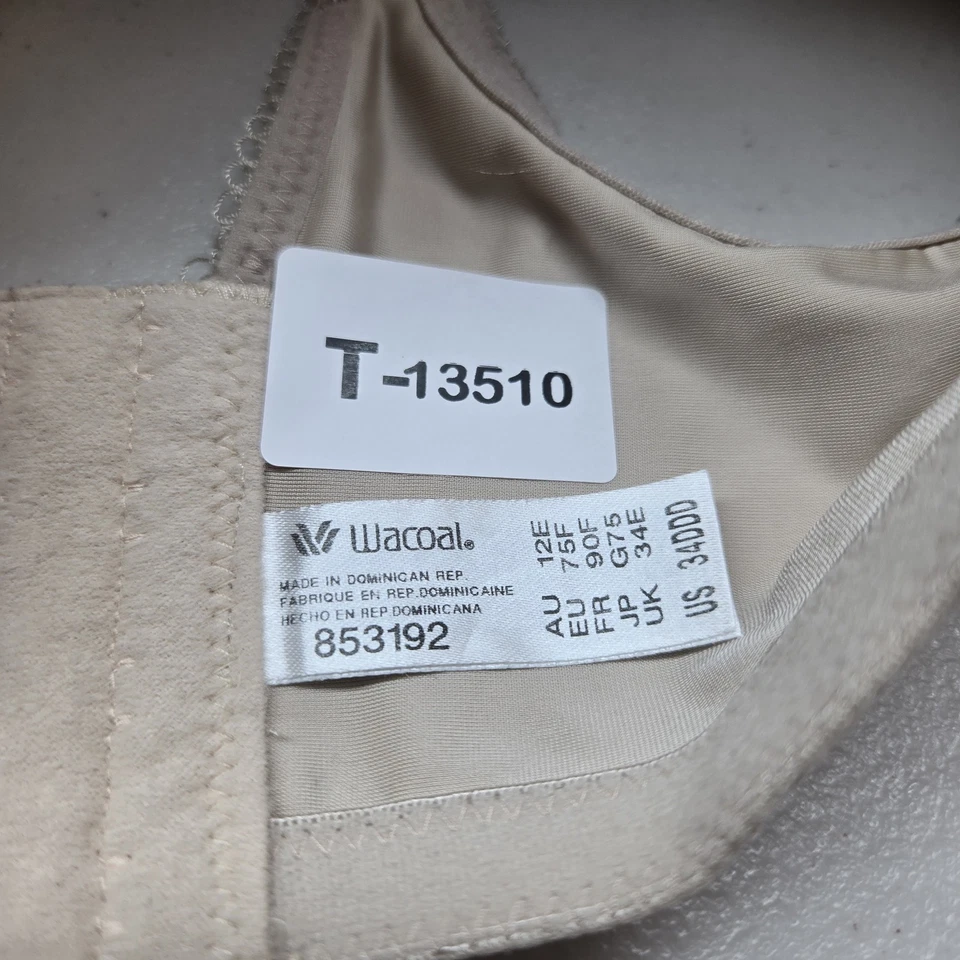 T-13510
Wacoal®
MADE IN DOMINICAN REP.
FABRIQUE EN REP.DOMINICAINE
HECHO EN REP.DOMINICANA
853192
AU 12E
EU 75F
FR 90F
JP G75
UK 34E
US 34DDD